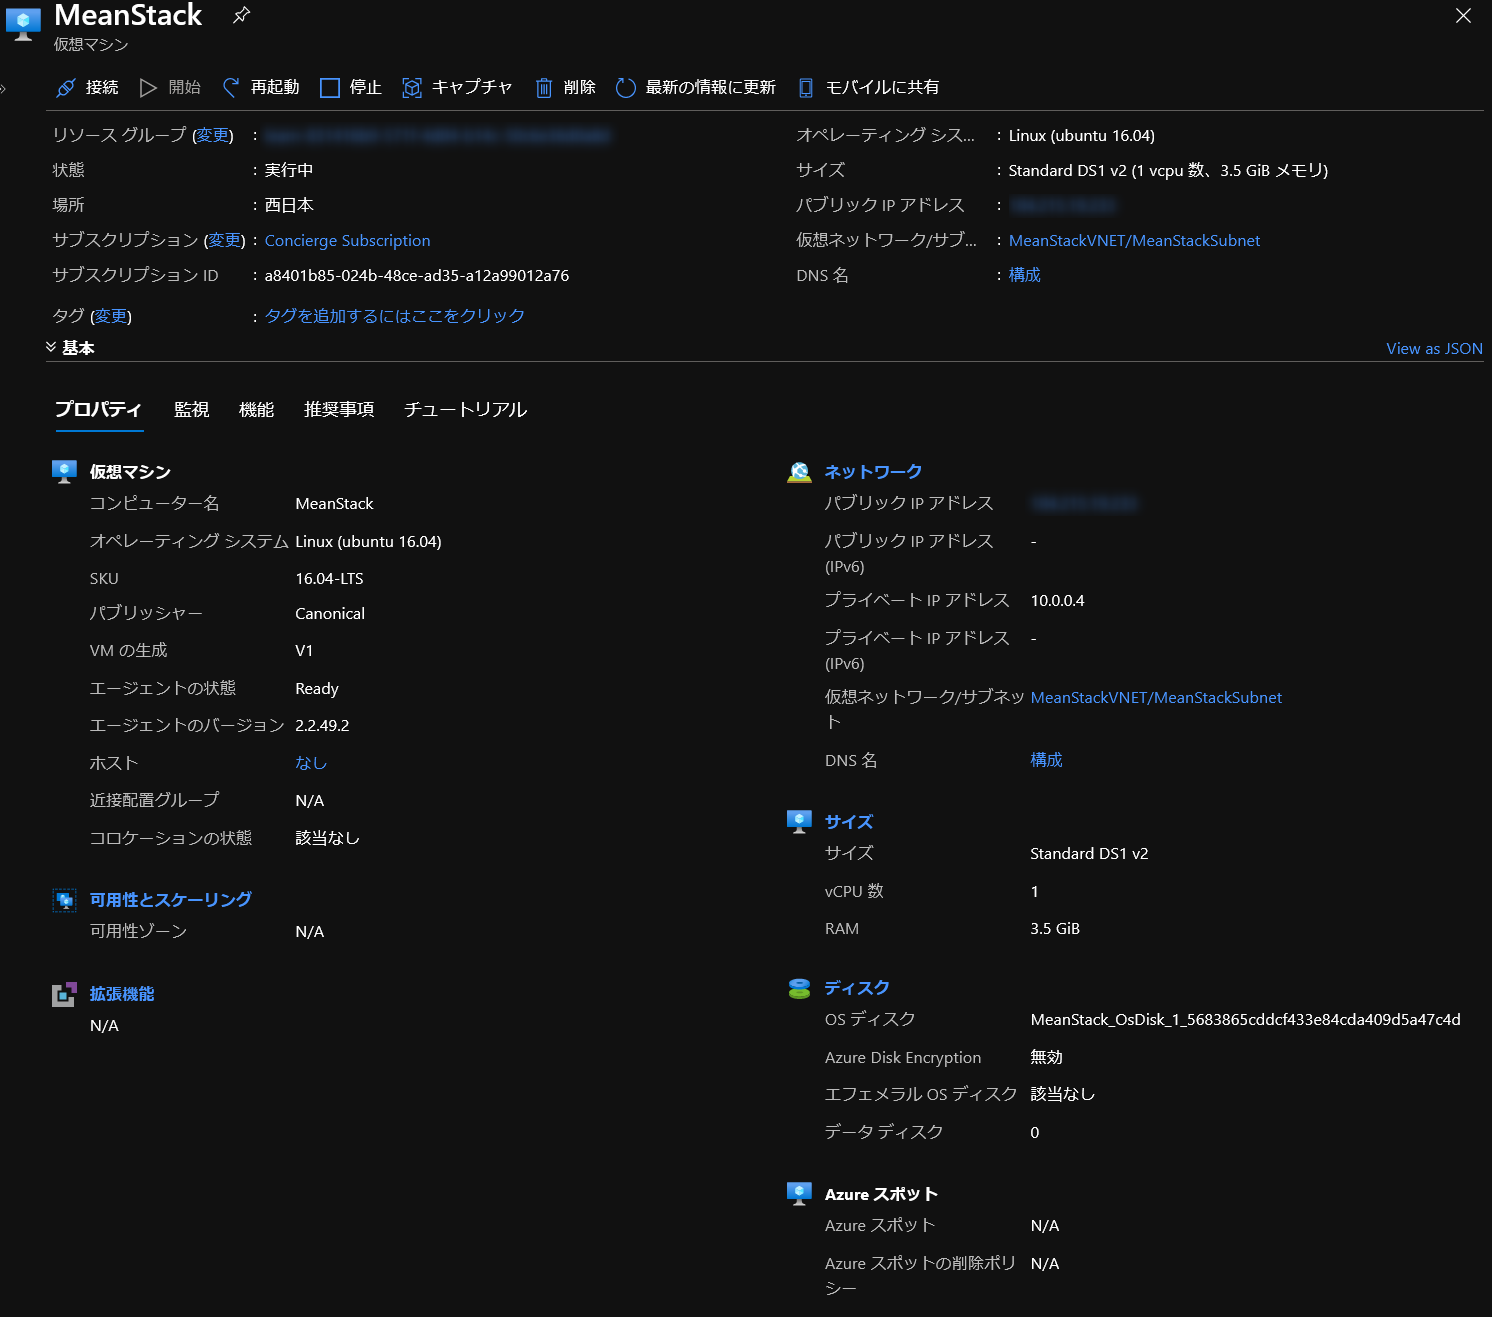 MeanStack
仮想マシン
接続 開始 再起動 停止 キャプチャ 削除 最新の情報に更新 モバイルに共有
リソース グループ (変更) :
状態 : 実行中
場所 : 西日本
サブスクリプション (変更) : Concierge Subscription
サブスクリプション ID : a8401b85-024b-48ce-ad35-a12a99012a76
タグ (変更) : タグを追加するにはここをクリック
オペレーティング シス... : Linux (ubuntu 16.04)
サイズ : Standard DS1 v2 (1 vcpu 数、3.5 GiB メモリ)
パブリック IP アドレス :
仮想ネットワーク/サブ... : MeanStackVNET/MeanStackSubnet
DNS 名 : 構成
基本
View as JSON
プロパティ 監視 機能 推奨事項 チュートリアル
仮想マシン
コンピューター名 MeanStack
オペレーティング システム Linux (ubuntu 16.04)
SKU 16.04-LTS
パブリッシャー Canonical
VM の生成 V1
エージェントの状態 Ready
エージェントのバージョン 2.2.49.2
ホスト なし
近接配置グループ N/A
コロケーションの状態 該当なし
可用性とスケーリング
可用性ゾーン N/A
拡張機能
N/A
ネットワーク
パブリック IP アドレス
パブリック IP アドレス -
(IPv6)
プライベート IP アドレス 10.0.0.4
プライベート IP アドレス -
(IPv6)
仮想ネットワーク/サブネッ MeanStackVNET/MeanStackSubnet
ト
DNS 名 構成
サイズ
サイズ Standard DS1 v2
vCPU 数 1
RAM 3.5 GiB
ディスク
OS ディスク MeanStack_OsDisk_1_5683865cddcf433e84cda409d5a47c4d
Azure Disk Encryption 無効
エフェメラル OS ディスク 該当なし
データ ディスク 0
Azure スポット
Azure スポット N/A
Azure スポットの削除ポリ N/A
シー